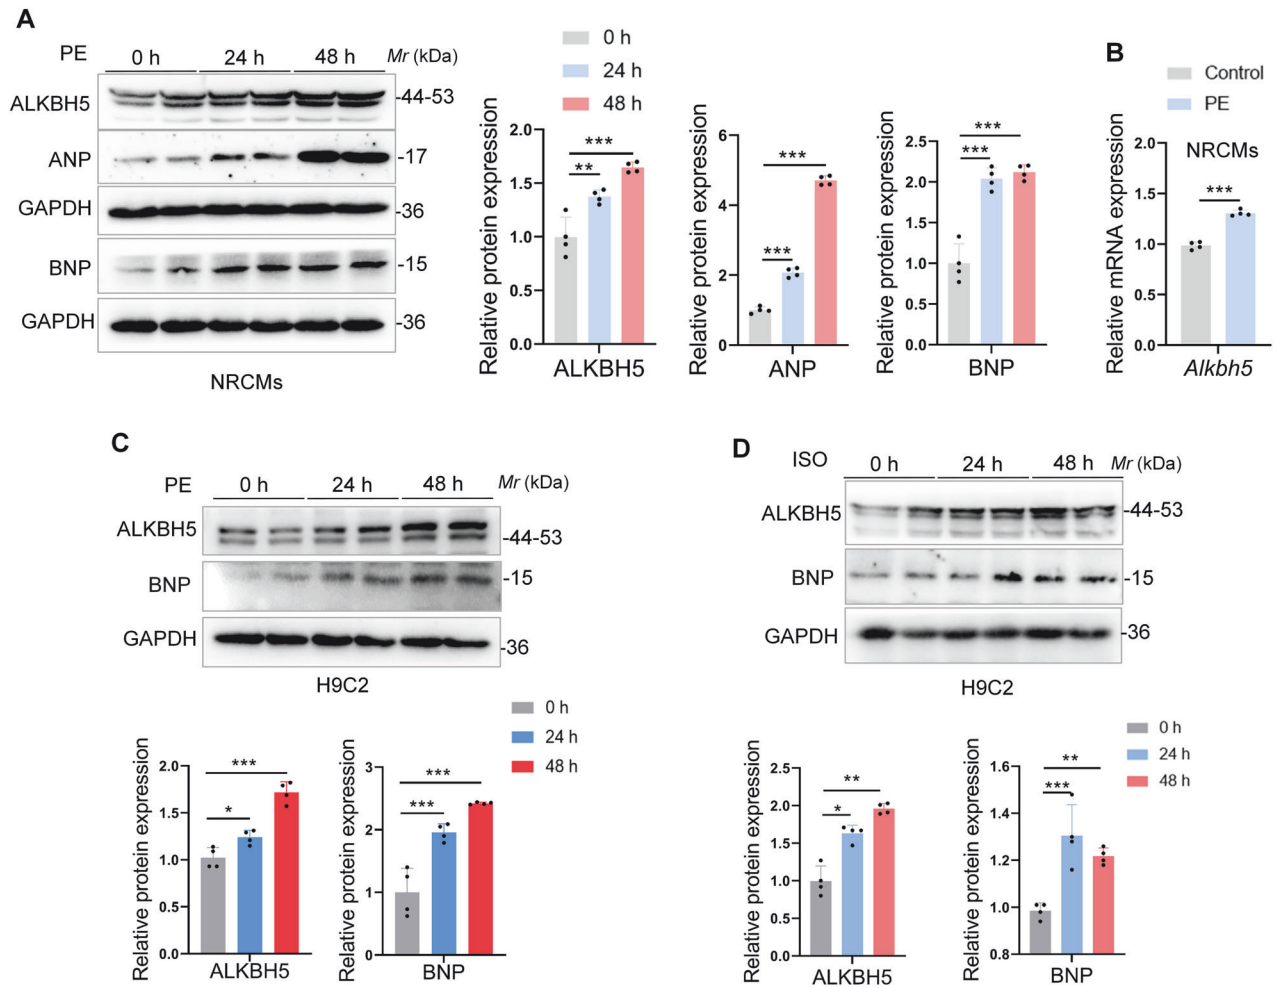 A
PE
0 h
24 h
48 h
Mr (kDa)
ALKBH5
-44-53
ANP
-17
GAPDH
-36
BNP
-15
GAPDH
-36
NRCMs
0 h
24 h
48 h
Relative protein expression
2.0
1.5
1.0
0.5
0.0
***
**
ALKBH5
Relative protein expression
6
4
2
0
***
***
ANP
Relative protein expression
2.5
2.0
1.5
1.0
0.5
0.0
***
***
BNP
B
Control
PE
NRCMs
Relative mRNA expression
2.0
1.5
1.0
0.5
0.0
***
Alkbh5
C
PE
0 h
24 h
48 h
Mr (kDa)
ALKBH5
-44-53
BNP
-15
GAPDH
-36
H9C2
0 h
24 h
48 h
Relative protein expression
2.0
1.5
1.0
0.5
0.0
***
*
ALKBH5
Relative protein expression
3
2
1
0
***
***
BNP
D
ISO
0 h
24 h
48 h
Mr (kDa)
ALKBH5
-44-53
BNP
-15
GAPDH
-36
H9C2
0 h
24 h
48 h
Relative protein expression
2.5
2.0
1.5
1.0
0.5
0.0
**
*
ALKBH5
Relative protein expression
1.6
1.4
1.2
1.0
0.8
**
***
BNP